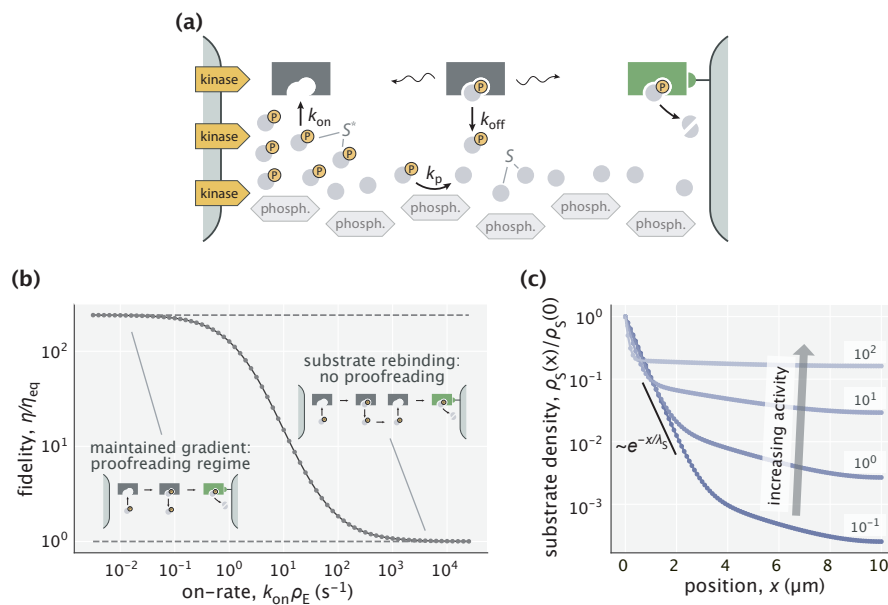 (a)
kinase
kinase
kinase
P
P
P
P
P
P
P
P
P
P
k_on
S*
k_off
S
k_p
phosph.
phosph.
phosph.
phosph.
phosph.
phosph.
(b)
fidelity, η/η_eq
10^2
10^1
10^0
substrate rebinding:
no proofreading
maintained gradient:
proofreading regime
10^−2
10^−1
10^0
10^1
10^2
10^3
10^4
on-rate, k_on ρ_E (s^−1)
(c)
substrate density, ρ_S(x)/ρ_S(0)
10^0
10^−1
10^−2
10^−3
~e^−x/λ_S
increasing activity
10^2
10^1
10^0
10^−1
0
2
4
6
8
10
position, x (μm)